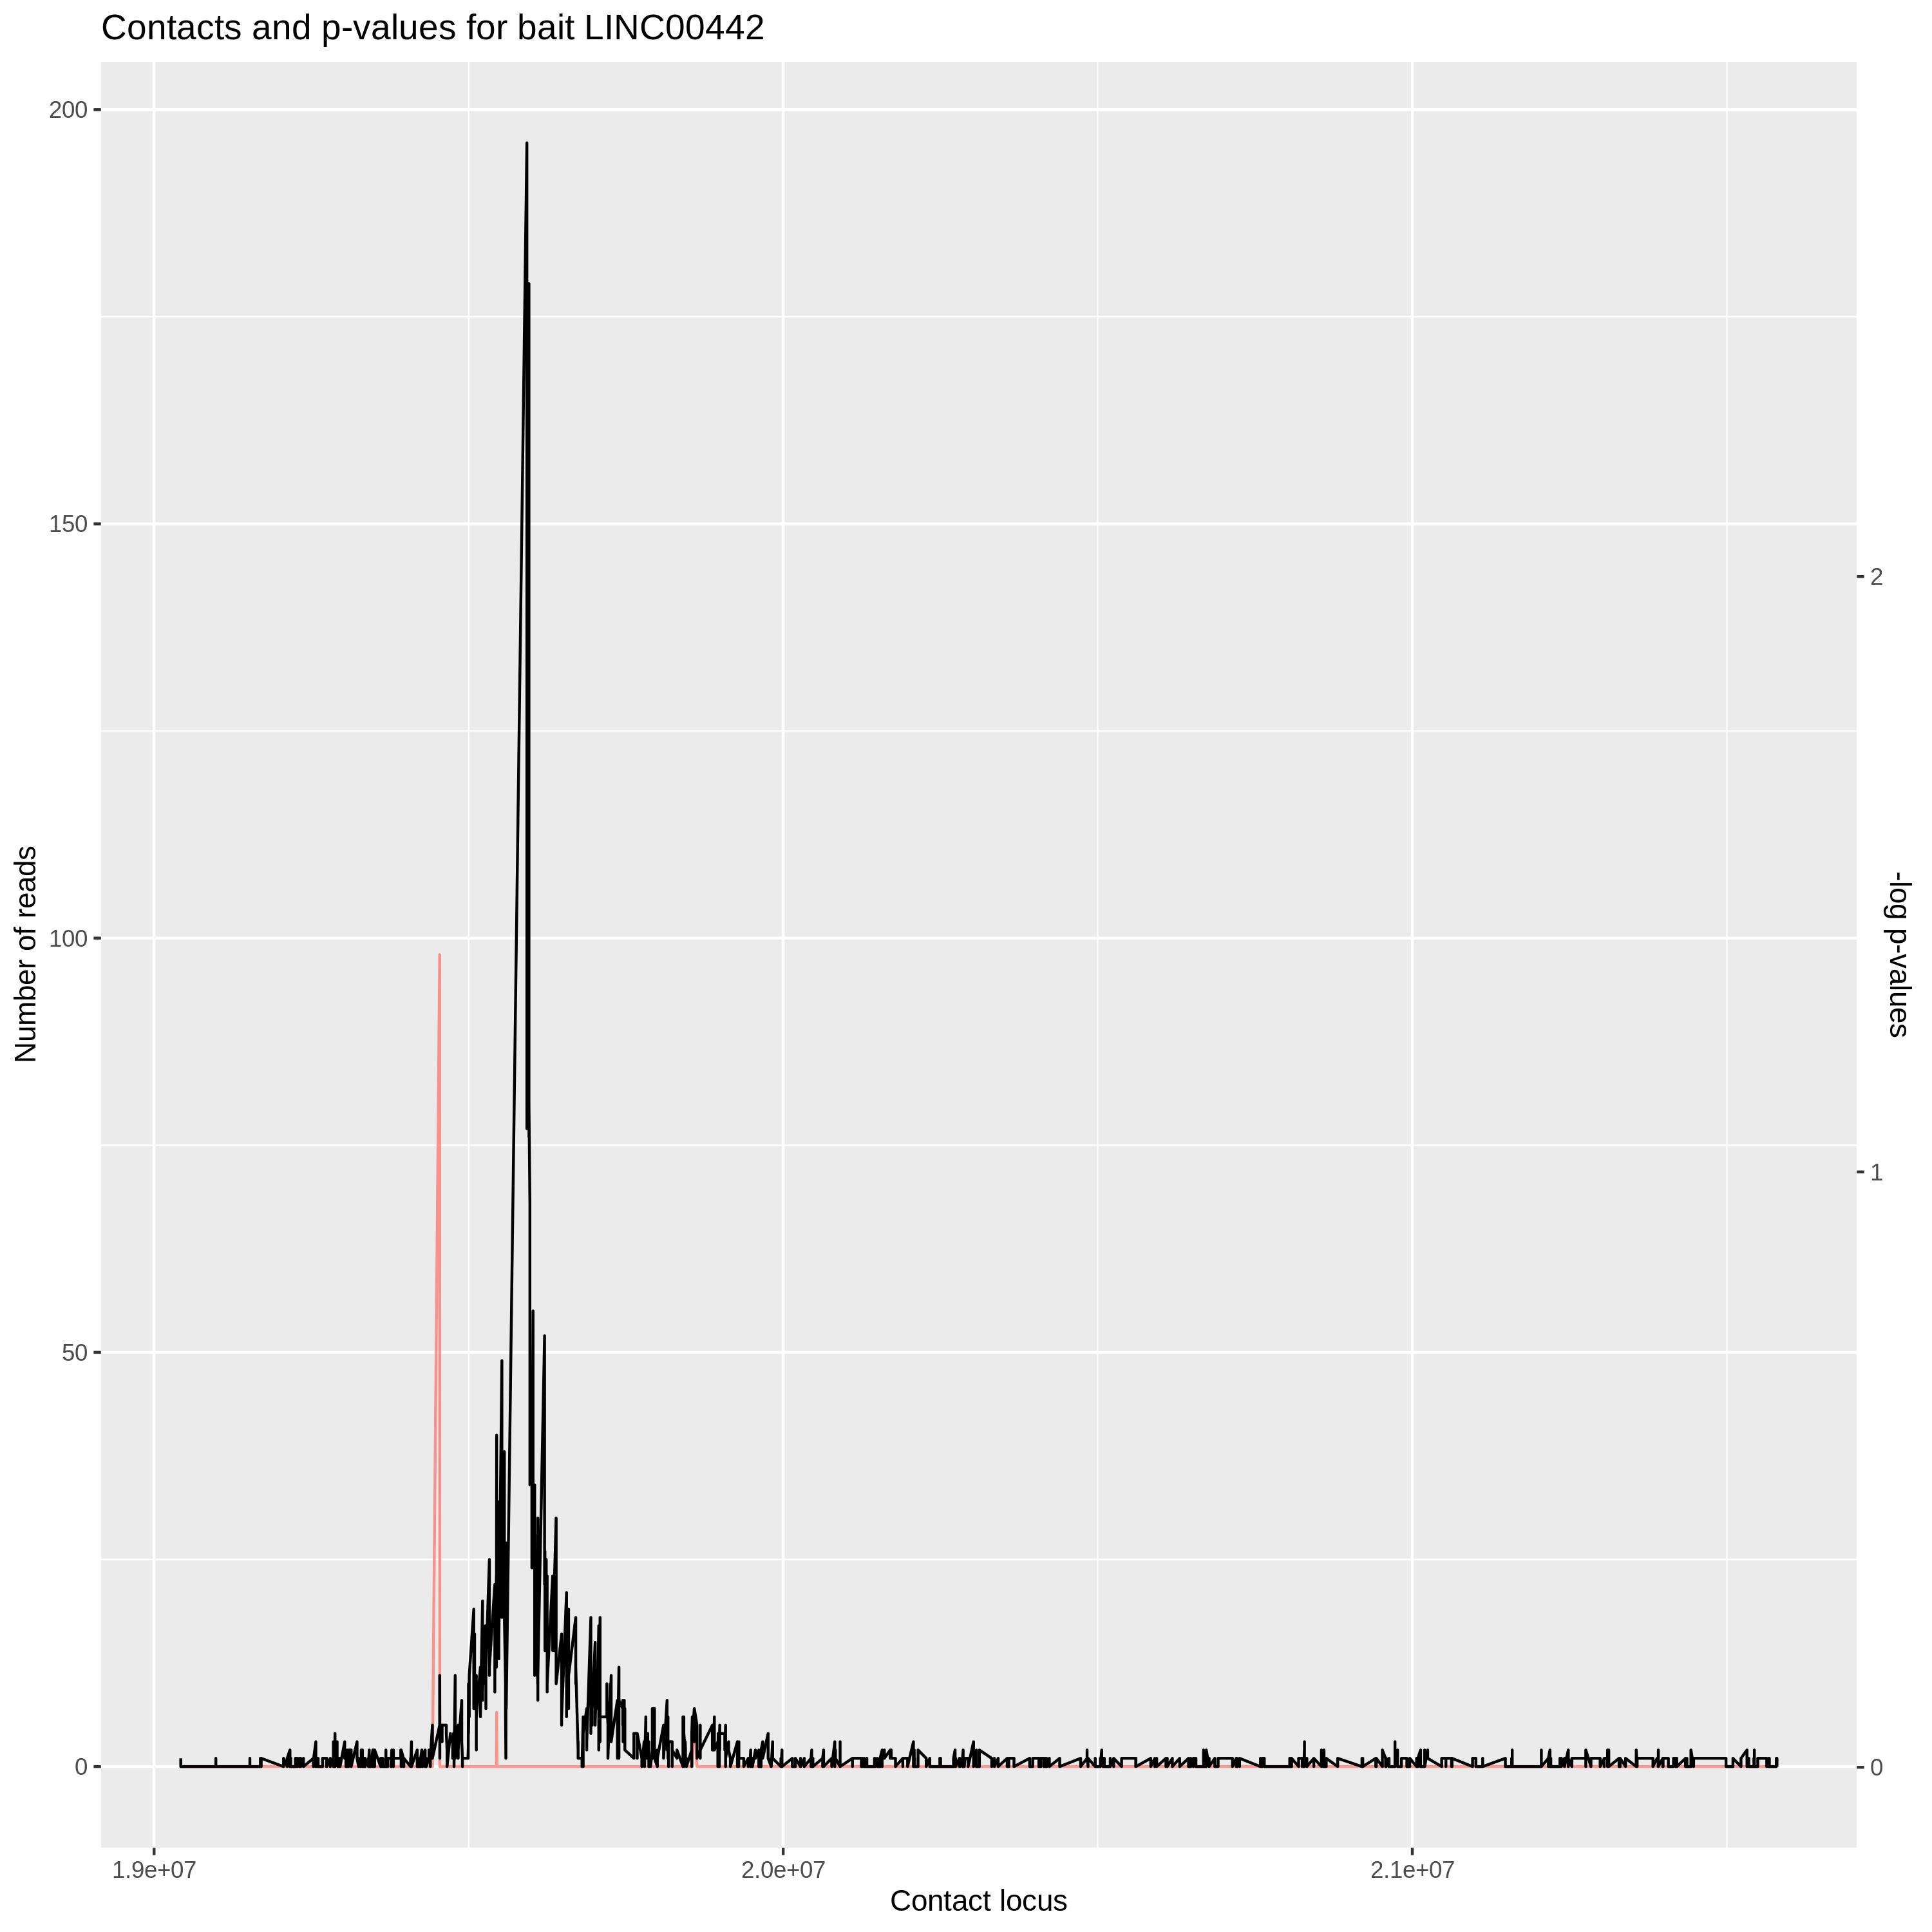 Contacts and p-values for bait LINC00442
200
150
100
50
0
Number of reads
2
1
0
-log p-values
1.9e+07
2.0e+07
2.1e+07
Contact locus